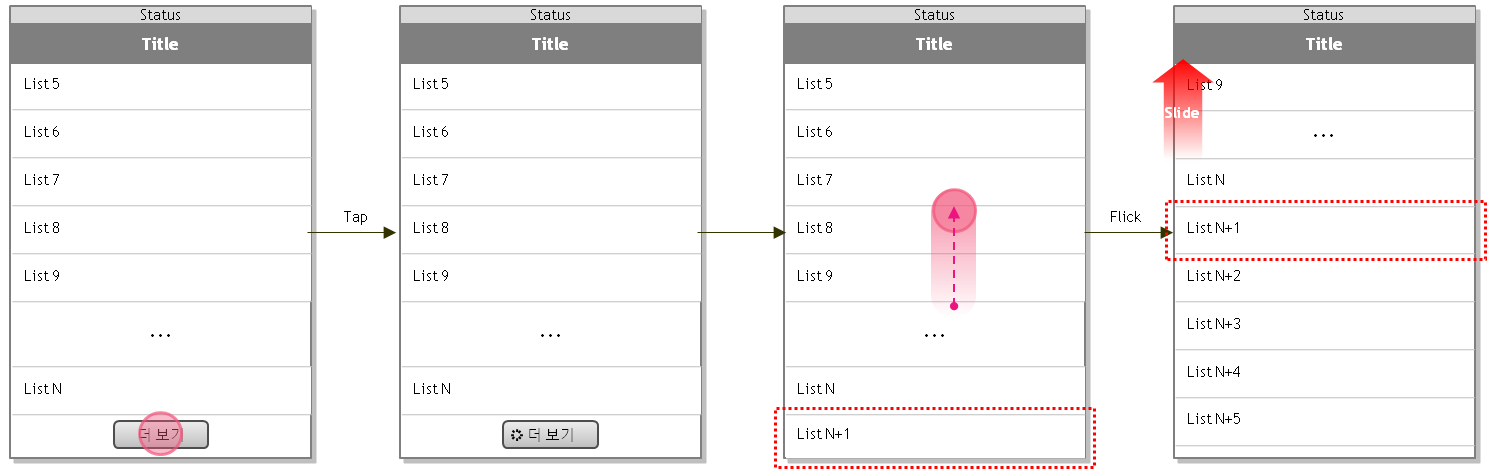 Status
Title
List 5
List 6
List 7
List 8
List 9
...
List N
더 보기
Tap
Status
Title
List 5
List 6
List 7
List 8
List 9
...
List N
더 보기
Status
Title
List 5
List 6
List 7
List 8
List 9
...
List N
List N+1
Flick
Status
Title
List 9
Slide
...
List N
List N+1
List N+2
List N+3
List N+4
List N+5